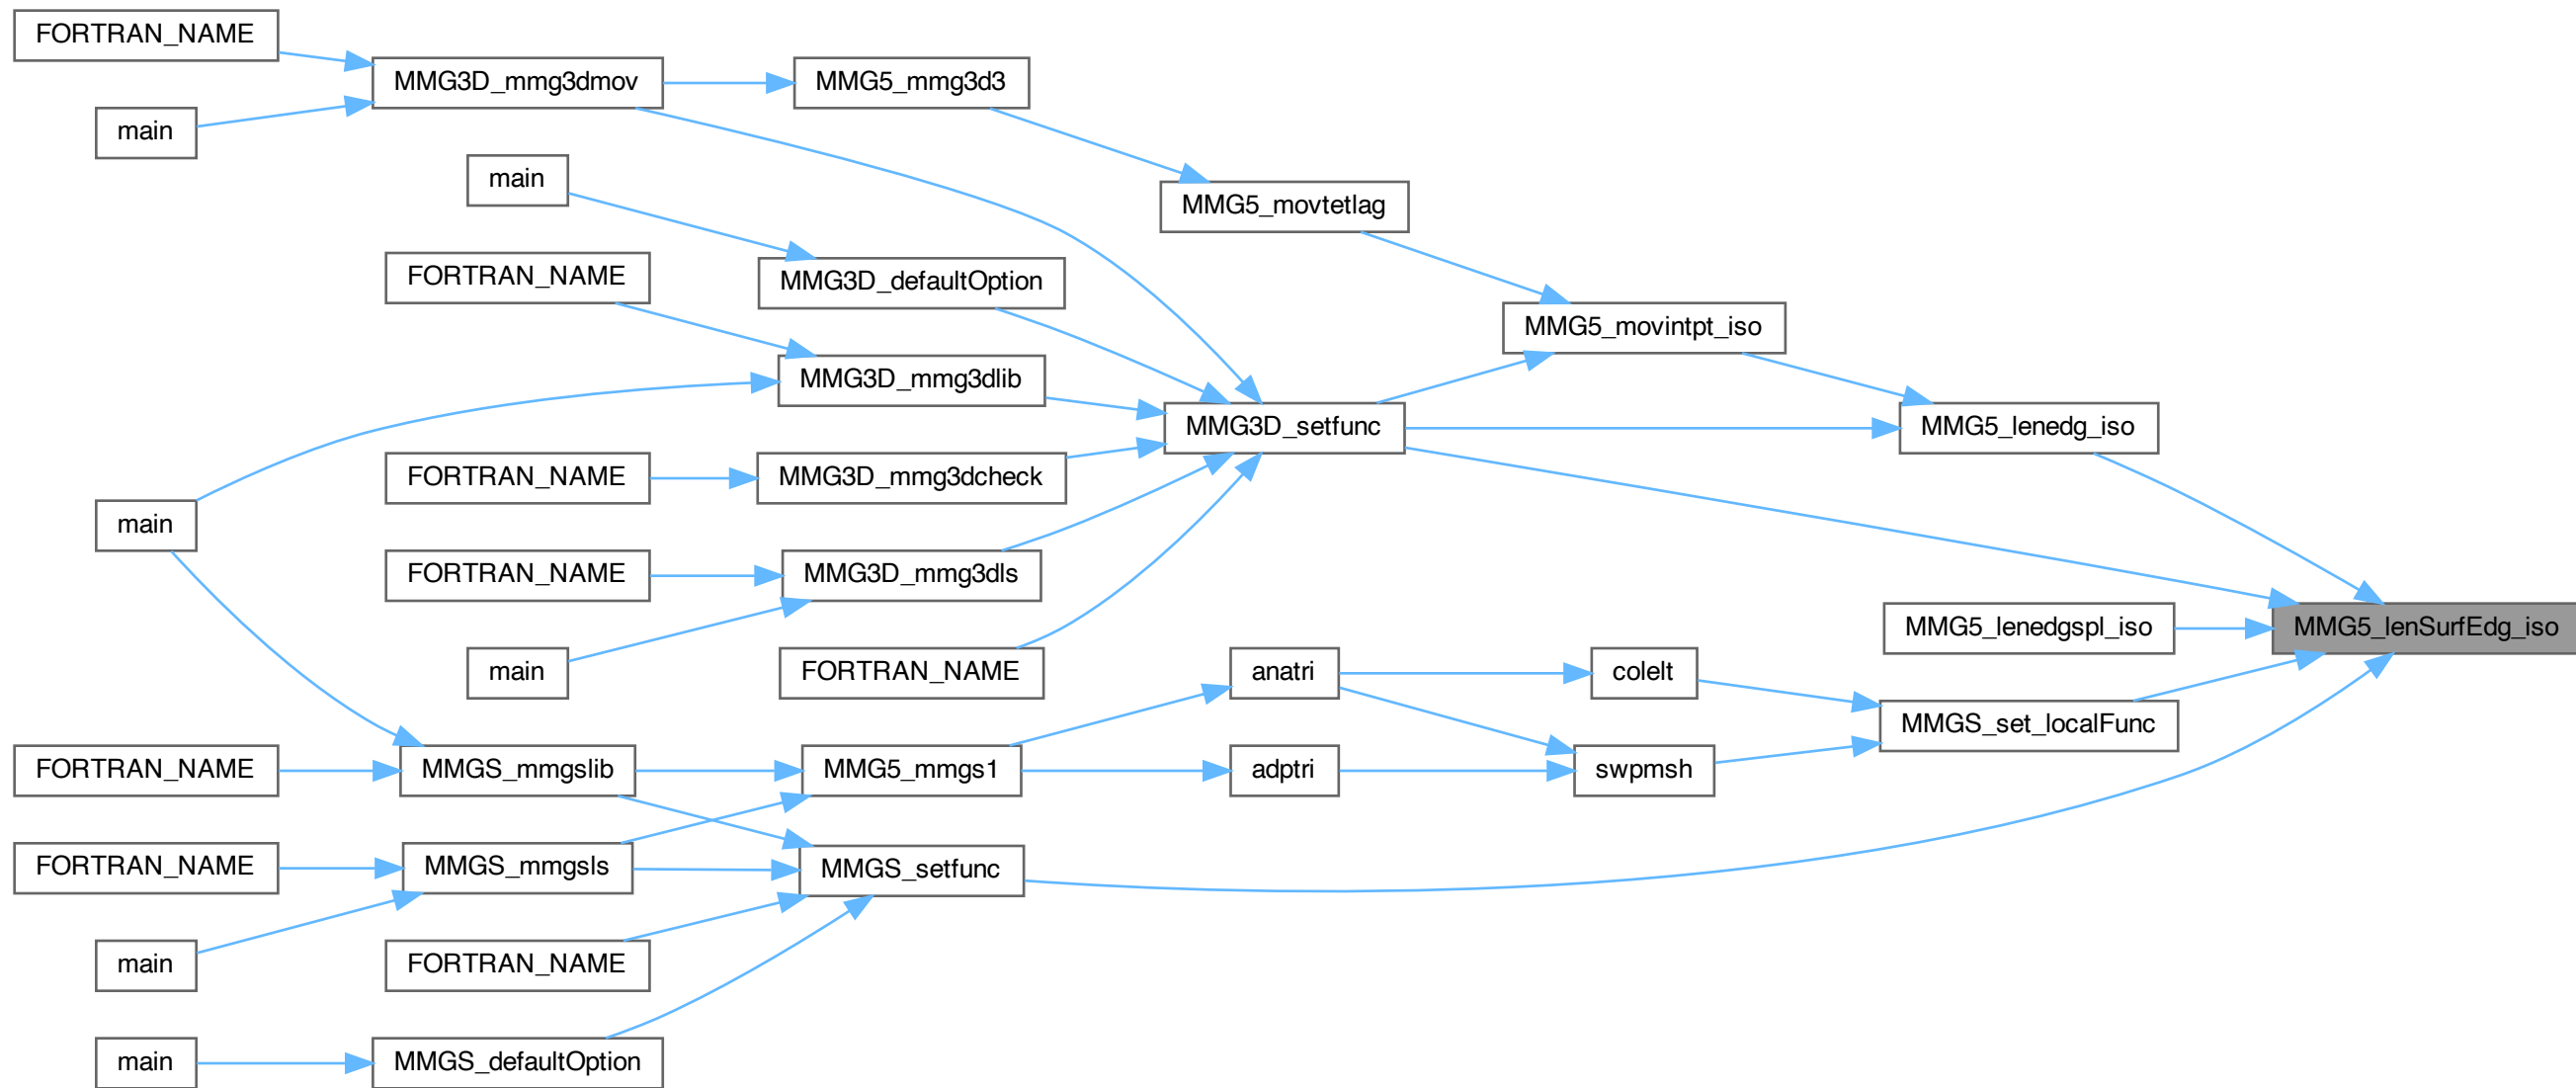 FORTRAN_NAME
MMG3D_mmg3dmov
MMG5_mmg3d3
main
main
MMG5_movtetlag
FORTRAN_NAME
MMG3D_defaultOption
MMG5_movintpt_iso
MMG3D_mmg3dlib
MMG3D_setfunc
MMG5_lenedg_iso
FORTRAN_NAME
MMG3D_mmg3dcheck
main
FORTRAN_NAME
MMG3D_mmg3dls
MMG5_lenedgspl_iso
MMG5_lenSurfEdg_iso
main
FORTRAN_NAME
anatri
colelt
MMGS_set_localFunc
FORTRAN_NAME
MMGS_mmgslib
MMG5_mmgs1
adptri
swpmsh
FORTRAN_NAME
MMGS_mmgsls
MMGS_setfunc
main
FORTRAN_NAME
main
MMGS_defaultOption